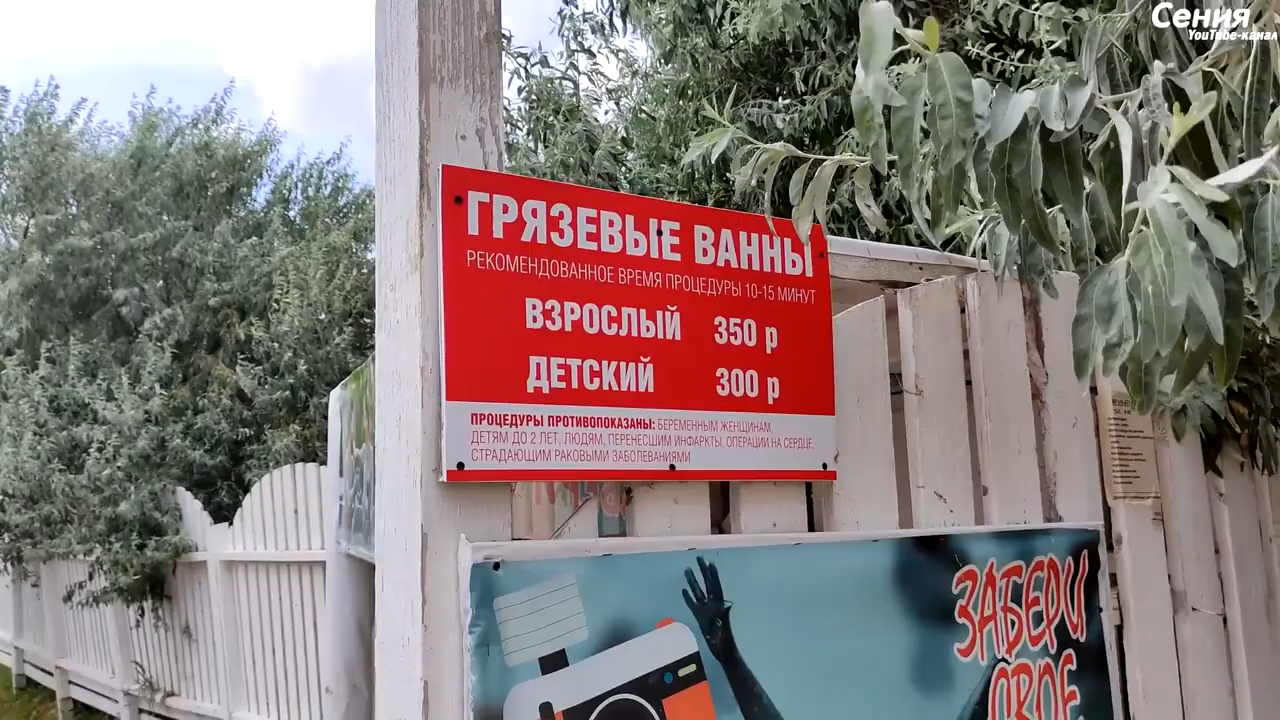 Сения
YouTube-канал
ГРЯЗЕВЫЕ ВАННЫ
РЕКОМЕНДОВАННОЕ ВРЕМЯ ПРОЦЕДУРЫ 10-15 МИНУТ
ВЗРОСЛЫЙ 350 р
ДЕТСКИЙ 300 р
ПРОЦЕДУРЫ ПРОТИВОПОКАЗАНЫ: БЕРЕМЕННЫМ ЖЕНЩИНАМ,
ДЕТЯМ ДО 2 ЛЕТ, ЛЮДЯМ, ПЕРЕНЕСШИМ ИНФАРКТЫ, ОПЕРАЦИИ НА СЕРДЦЕ,
СТРАДАЮЩИМ РАКОВЫМИ ЗАБОЛЕВАНИЯМИ
ЗАБЕРИ
СВОЕ